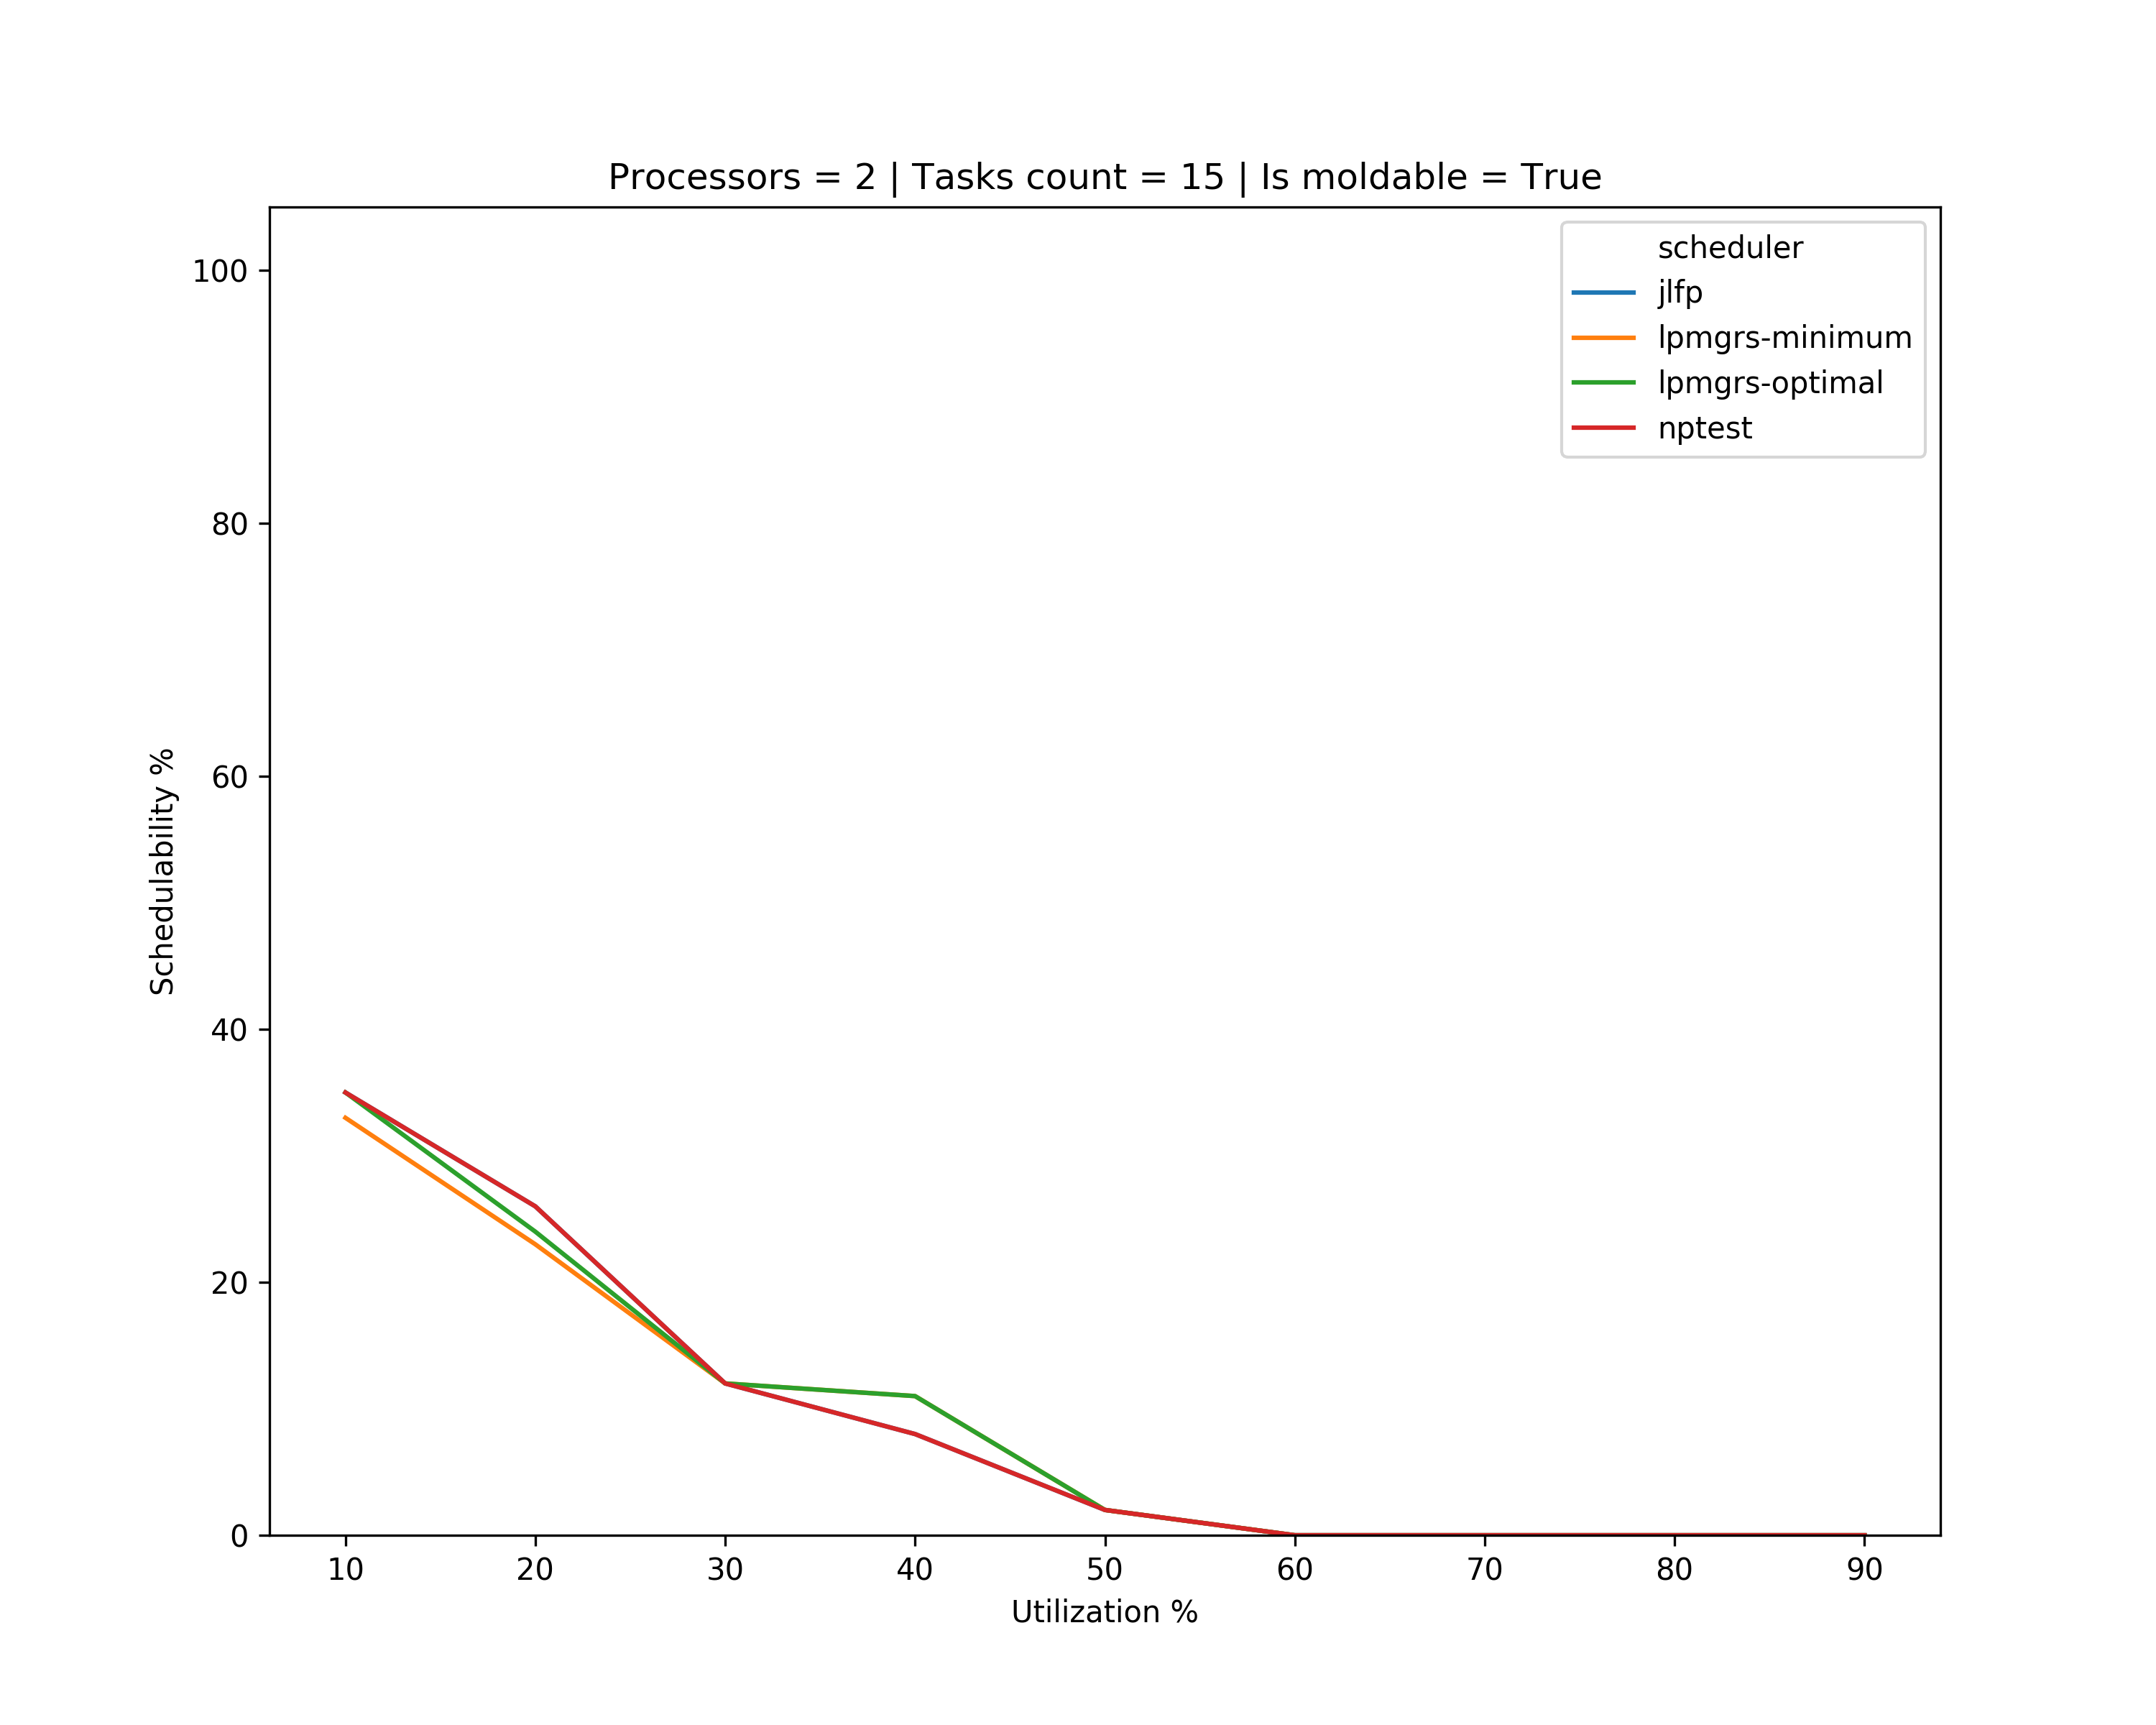 Processors = 2 | Tasks count = 15 | Is moldable = True
scheduler
jlfp
lpmgrs-minimum
lpmgrs-optimal
nptest
Schedulability %
100
80
60
40
20
0
10 20 30 40 50 60 70 80 90
Utilization %